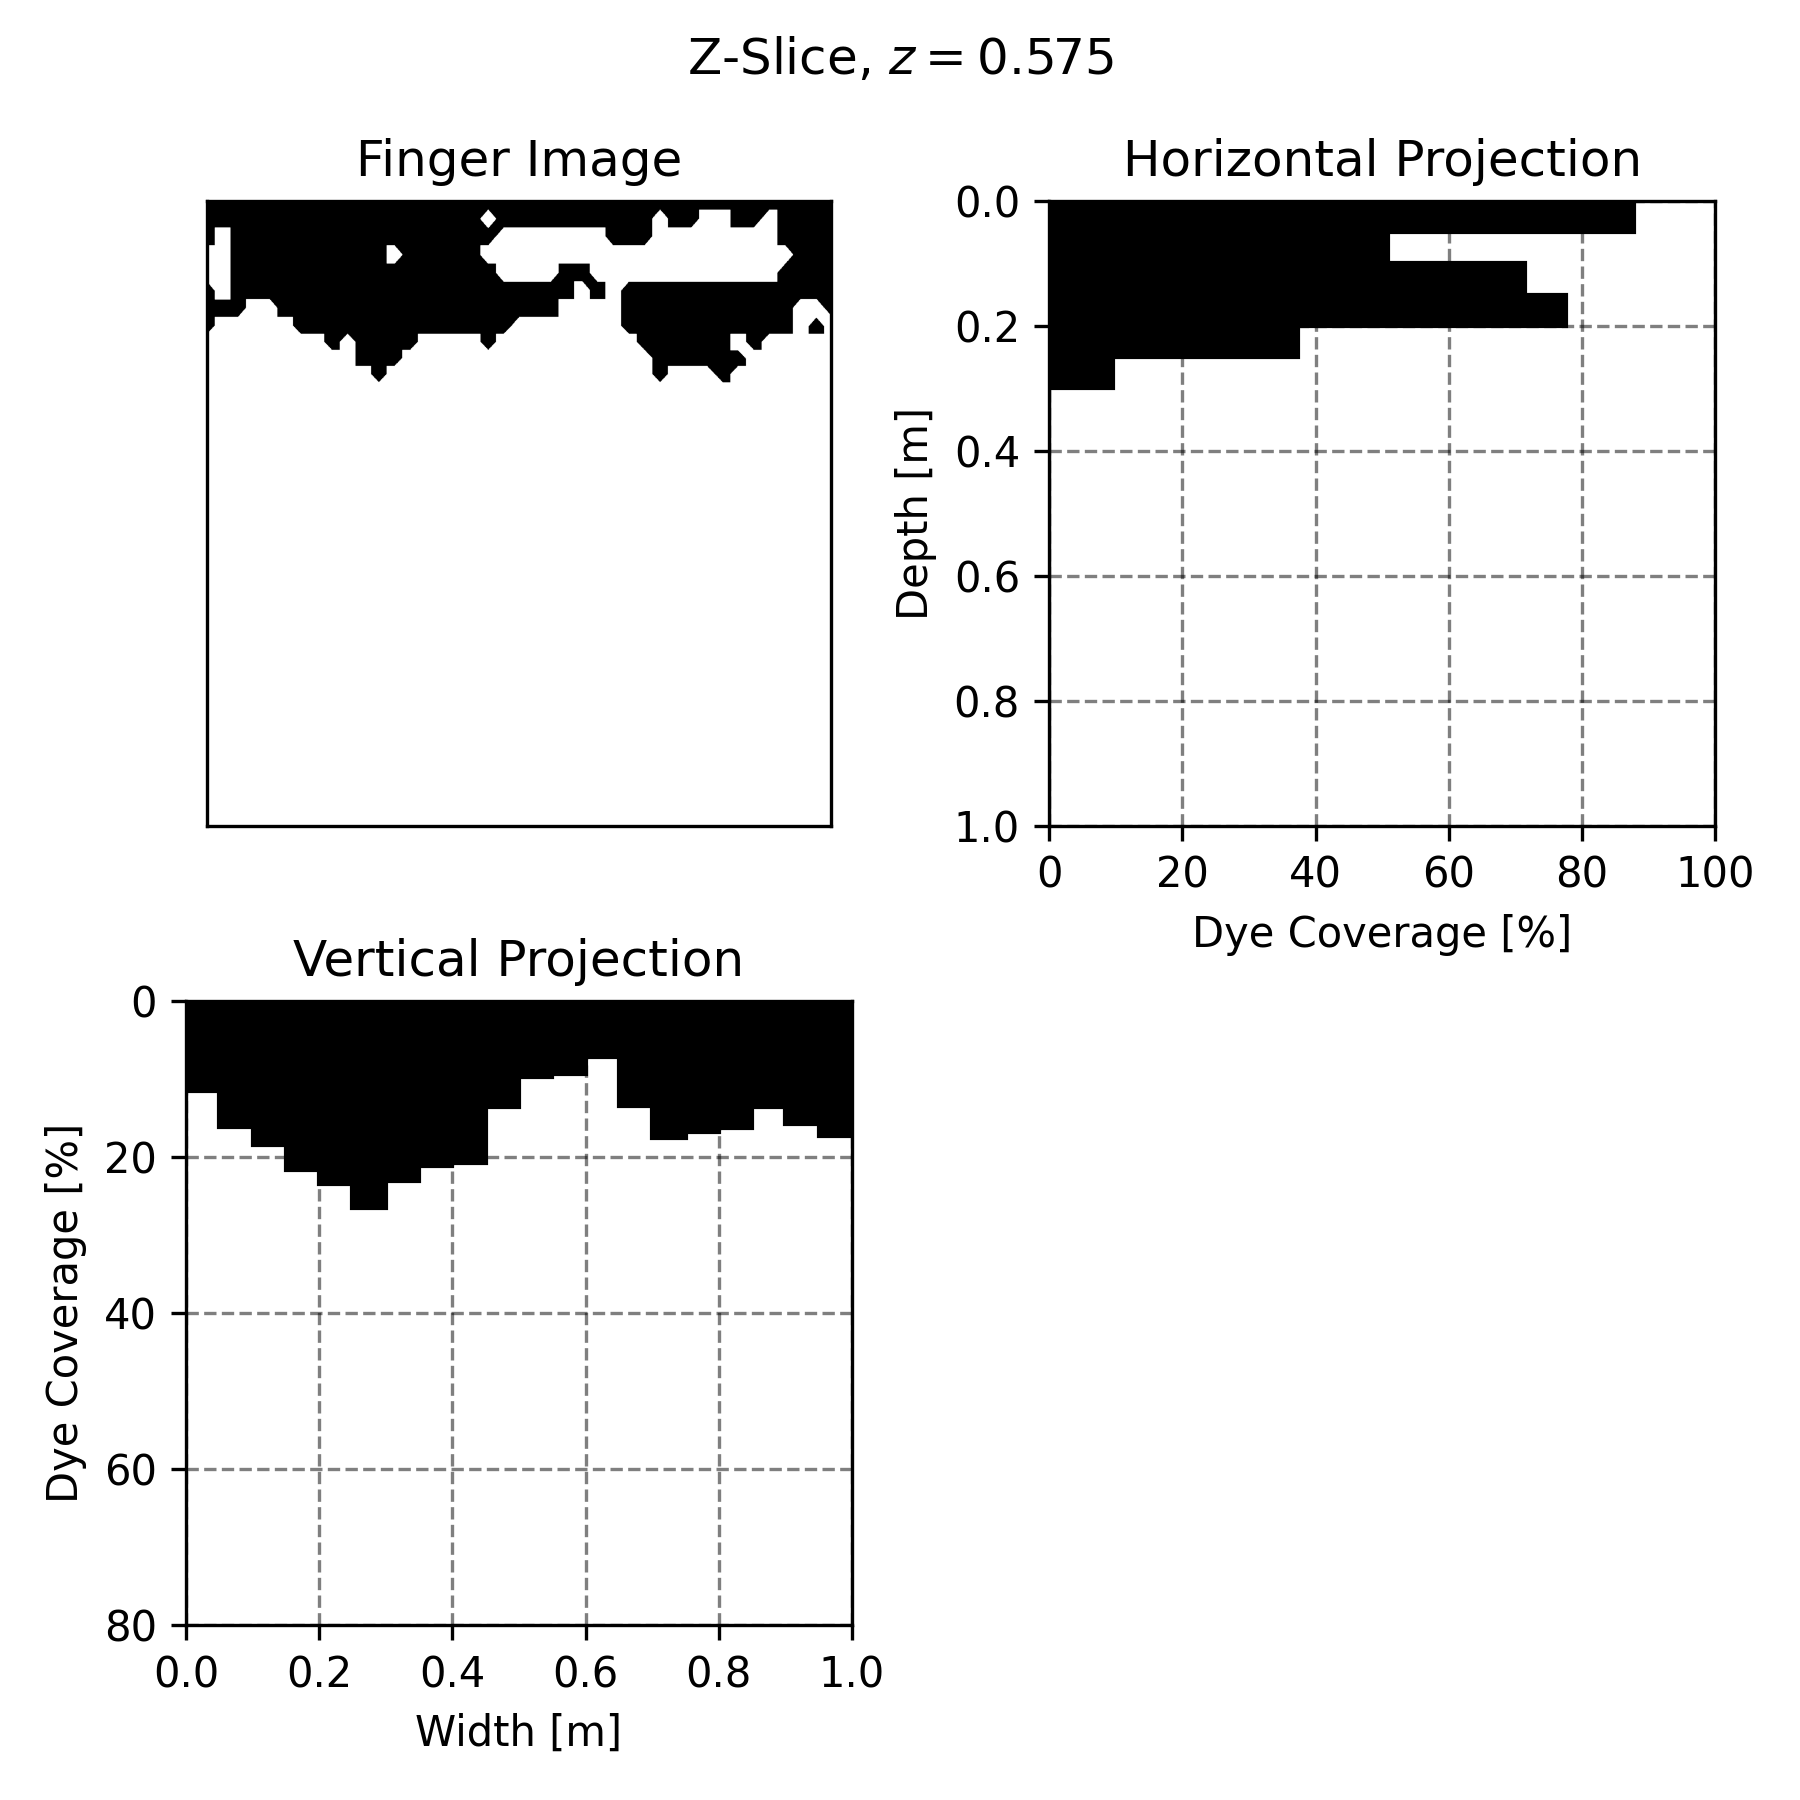 Z-Slice, z = 0.575
Finger Image
Horizontal Projection
0.0
0.2
0.4
0.6
0.8
1.0
Depth [m]
0 20 40 60 80 100
Dye Coverage [%]
Vertical Projection
0
20
40
60
80
Dye Coverage [%]
0.0 0.2 0.4 0.6 0.8 1.0
Width [m]